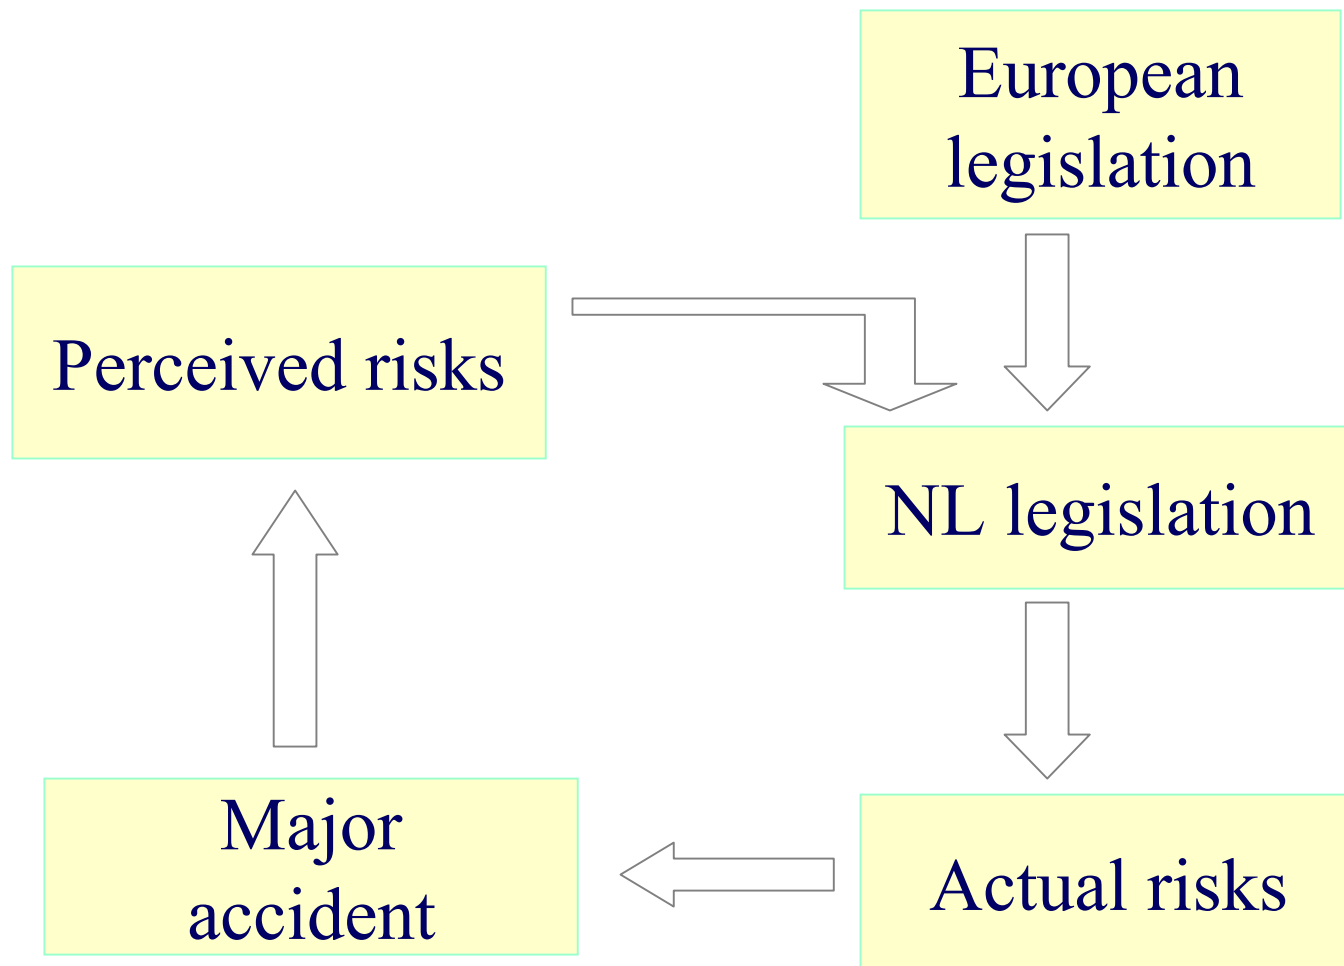 European
legislation
Perceived risks
NL legislation
Major
accident
Actual risks